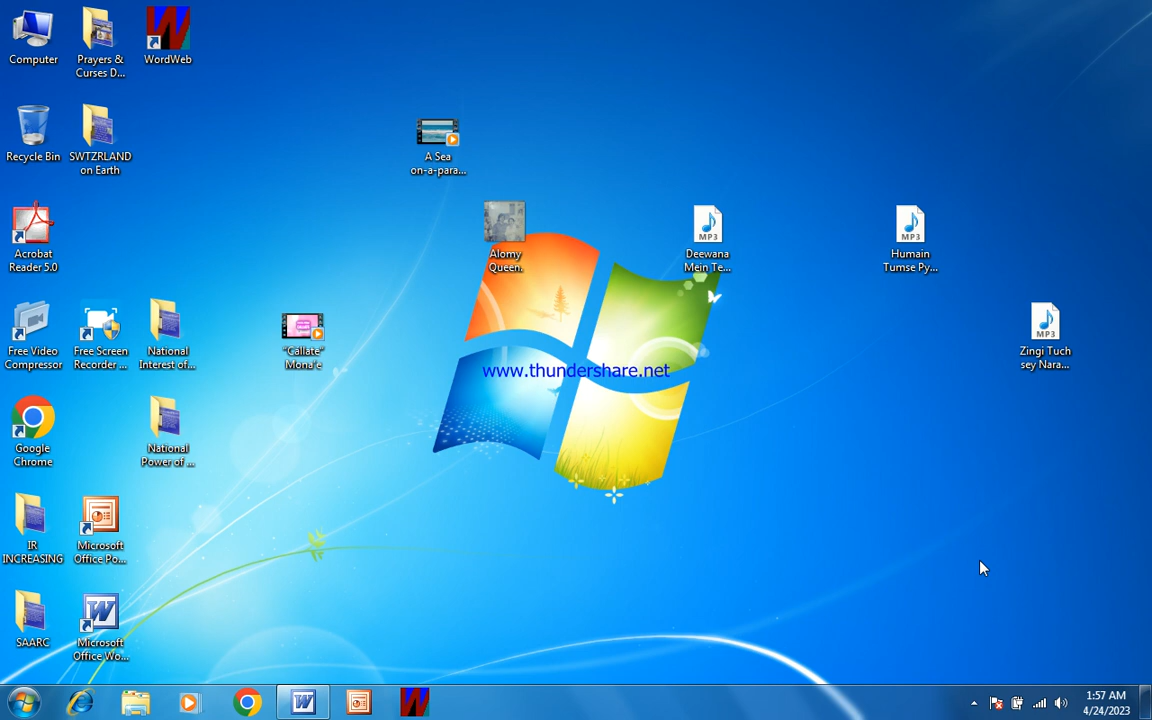 Computer
Prayers &
Curses D...
WordWeb
Recycle Bin
SWTZRLAND
on Earth
A Sea
on-a-para...
Acrobat
Reader 5.0
Alomy
Queen.
MP3
Deewana
Mein Te...
MP3
Humain
Tumse Py...
Free Video
Compressor
Free Screen
Recorder ...
National
Interest of...
"Callate"
Mona e
MP3
Zingi Tuch
sey Nara...
www.thundershare.net
Google
Chrome
National
Power of ...
IR
INCREASING
Microsoft
Office Po...
SAARC
Microsoft
Office Wo...
1:57 AM
4/24/2023